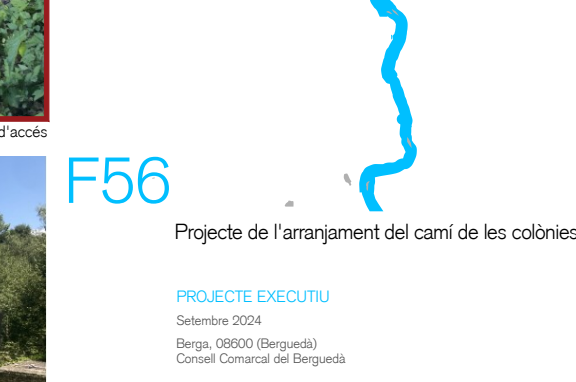 d'accés
F56
Projecte de l'arranjament del camí de les colònies
PROJECTE EXECUTIU
Setembre 2024
Berga, 08600 (Berguedà)
Consell Comarcal del Berguedà